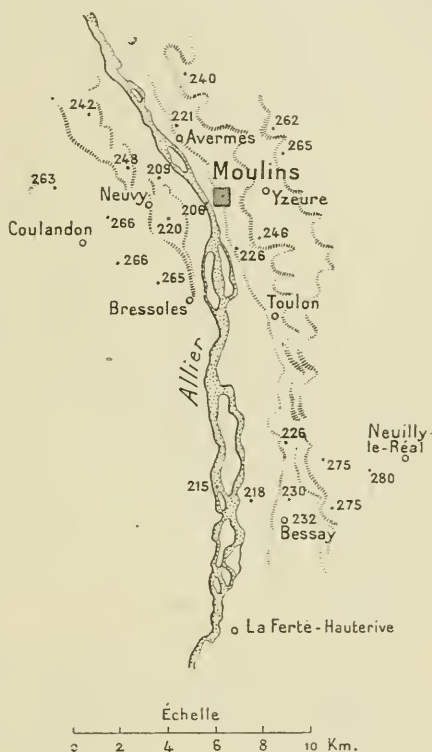 240
242
221
Avermes
262
265
263
248
209
Moulins
Neuvy
Yzeure
206
266
220
246
Coulandon
226
266
265
Bressoles
Toulon
Allier
226
Neuilly-
le-Réal
275
280
215
218
230
275
232
Bessay
La Ferté-Hauterive
Échelle
0 2 4 6 8 10 Km.